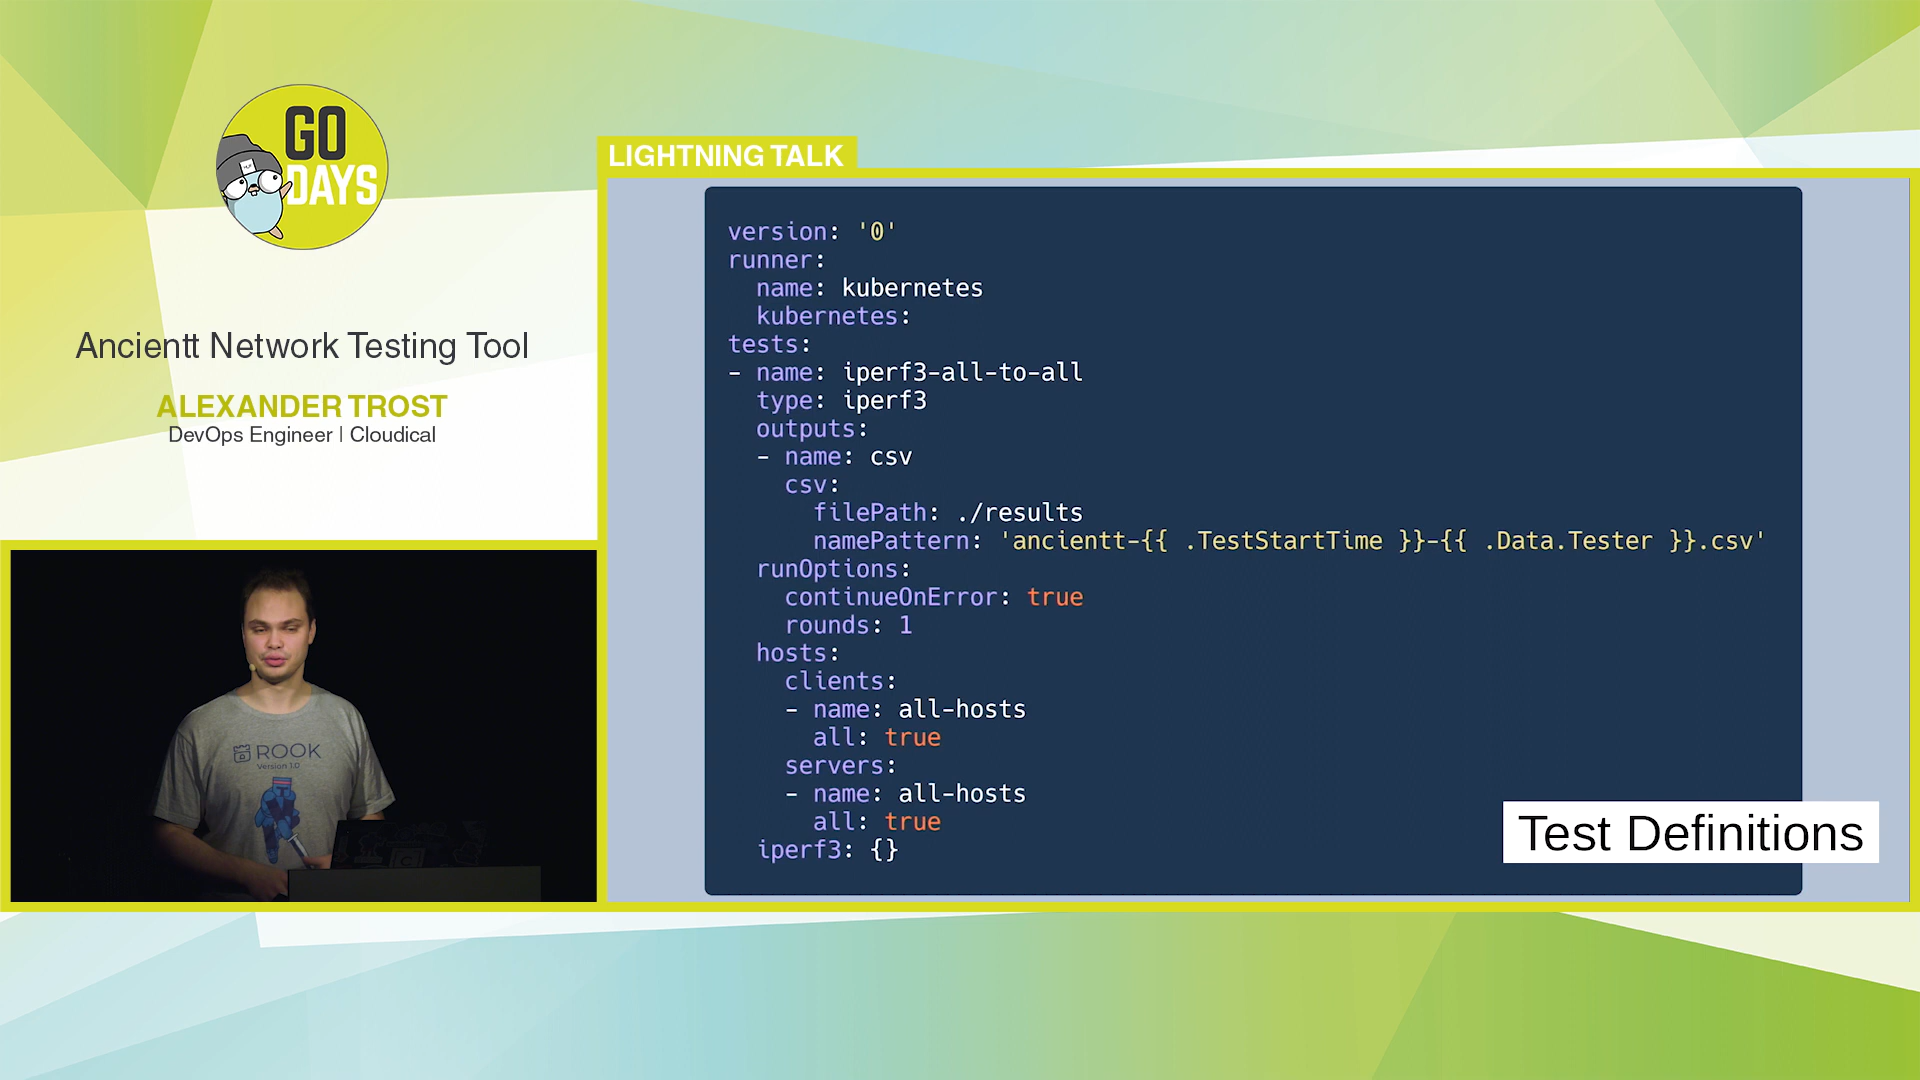 GO
DAYS
Ancientt Network Testing Tool
ALEXANDER TROST
DevOps Engineer | Cloudical
ROOK
Version 1.0
LIGHTNING TALK
version: '0'
runner:
  name: kubernetes
  kubernetes:
tests:
- name: iperf3-all-to-all
  type: iperf3
  outputs:
  - name: csv
    csv:
      filePath: ./results
      namePattern: 'ancientt-{{ .TestStartTime }}-{{ .Data.Tester }}.csv'
  runOptions:
    continueOnError: true
    rounds: 1
  hosts:
    clients:
    - name: all-hosts
      all: true
    servers:
    - name: all-hosts
      all: true
  iperf3: {}
Test Definitions